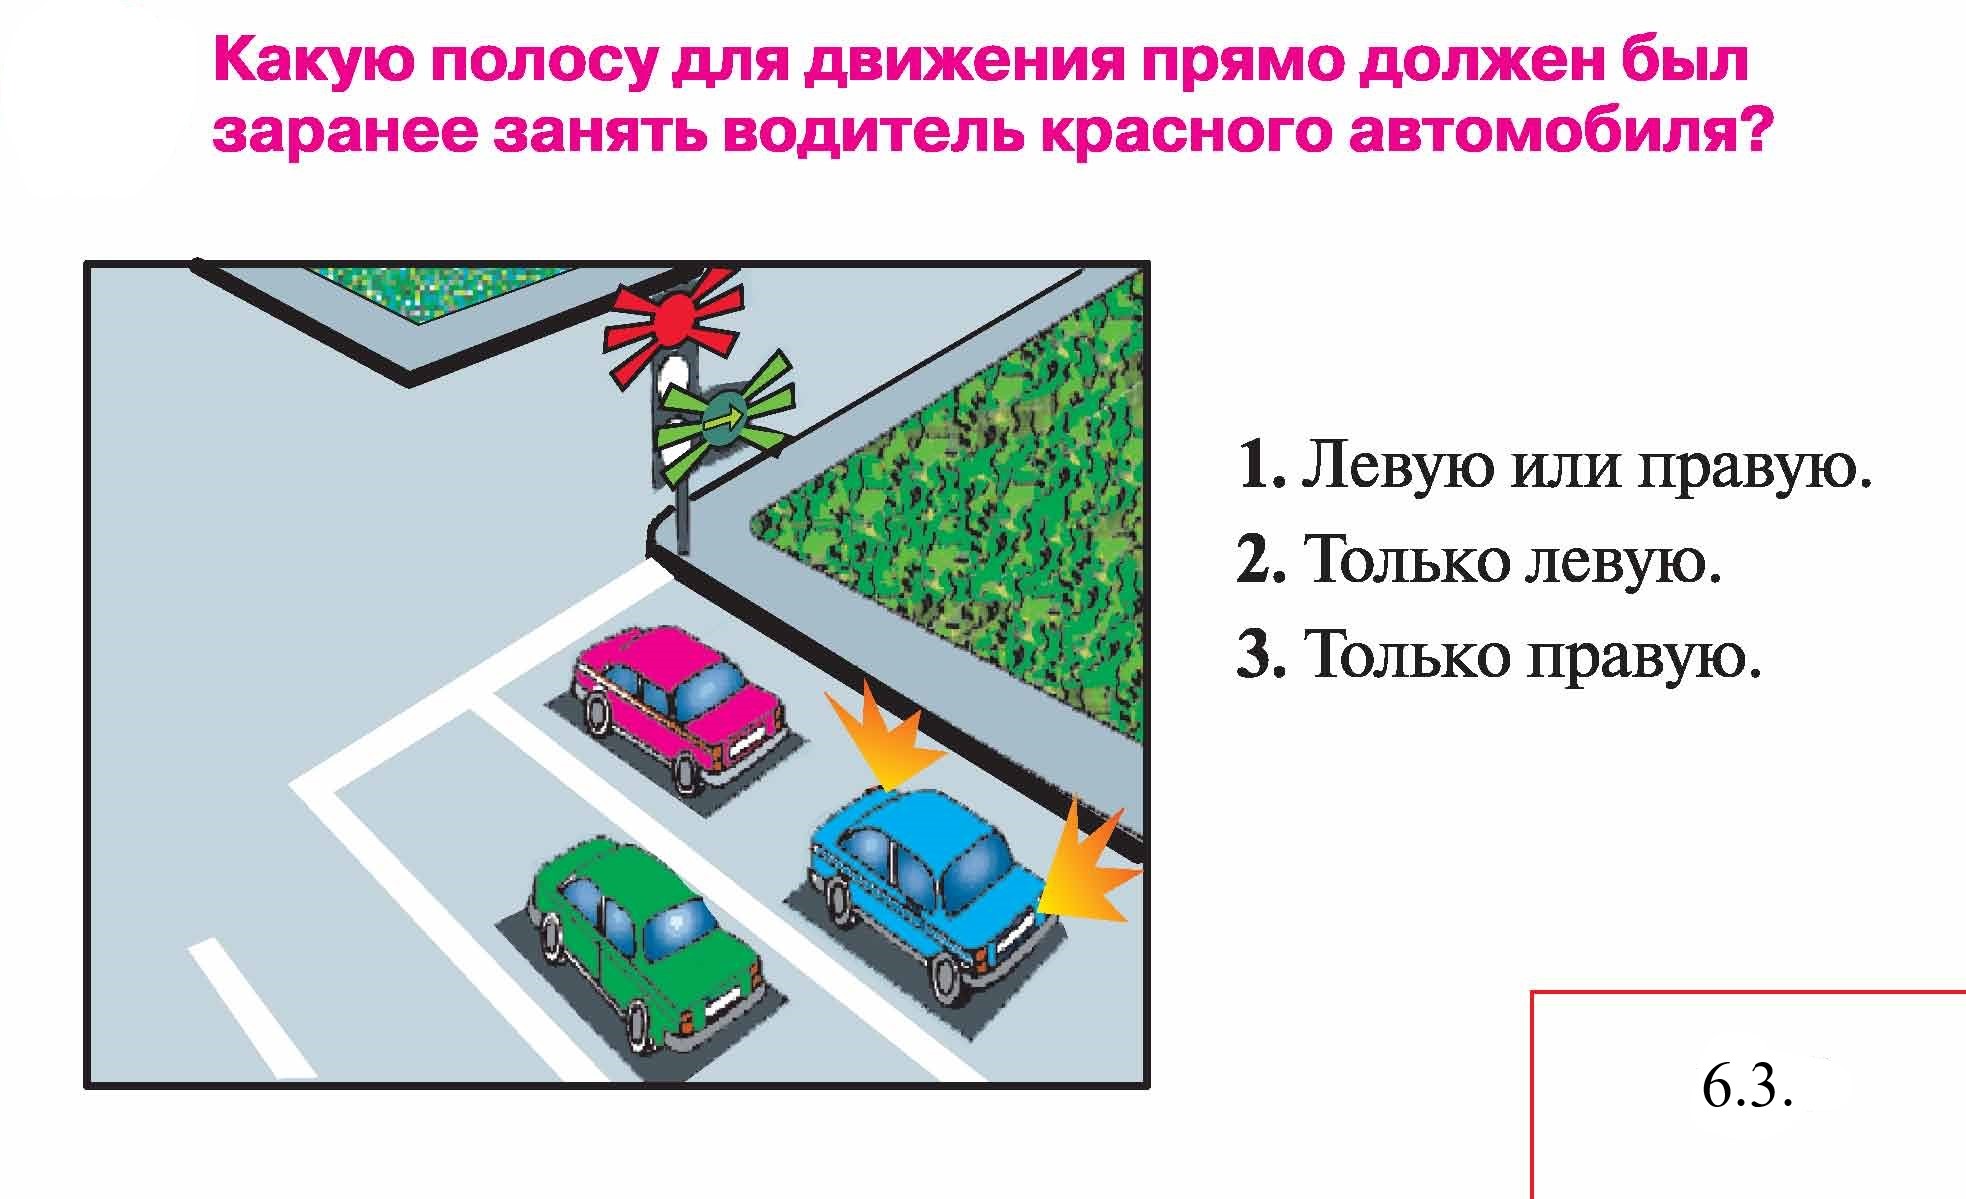 Какую полосу для движения прямо должен был
заранее занять водитель красного автомобиля?
1. Левую или правую.
2. Только левую.
3. Только правую.
6.3.